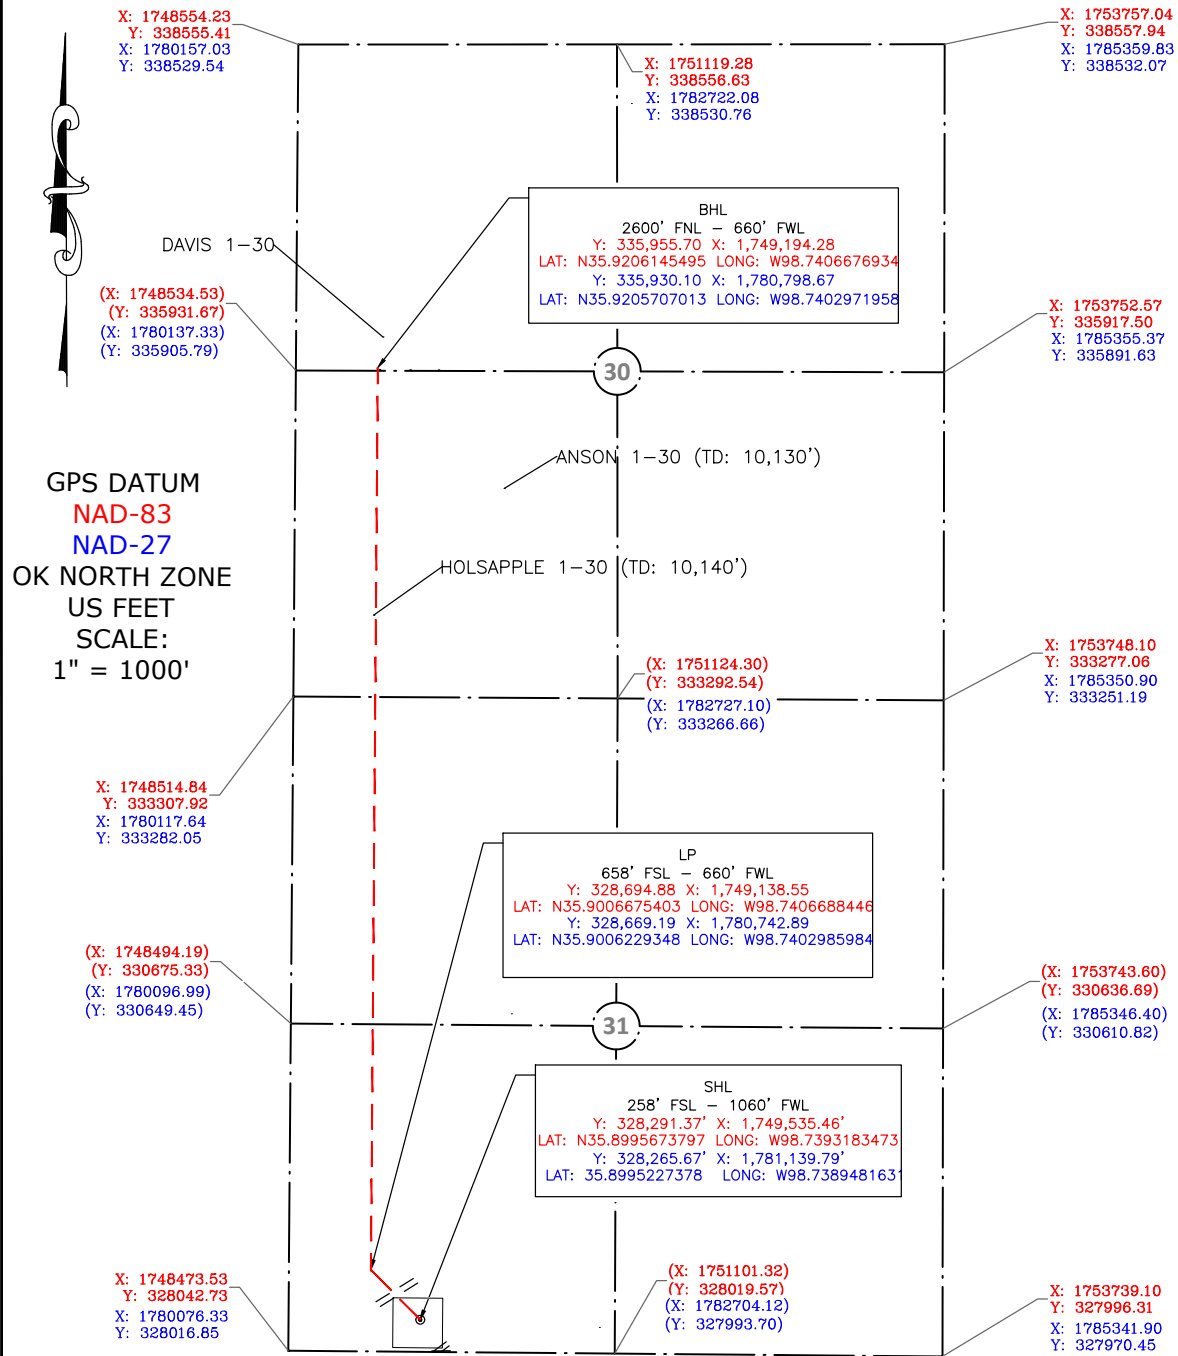 X: 1748554.23
Y: 338555.41
X: 1780157.03
Y: 338529.54
X: 1751119.28
Y: 338556.63
X: 1782722.08
Y: 338530.76
X: 1753757.04
Y: 338557.94
X: 1785359.83
Y: 338532.07
BHL
2600' FNL – 660' FWL
Y: 335,955.70 X: 1,749,194.28
LAT: N35.9206145495 LONG: W98.7406676934
Y: 335,930.10 X: 1,780,798.67
LAT: N35.9205707013 LONG: W98.7402971958
DAVIS 1–30
(X: 1748534.53)
(Y: 335931.67)
(X: 1780137.33)
(Y: 335905.79)
X: 1753752.57
Y: 335917.50
X: 1785355.37
Y: 335891.63
30
ANSON 1–30 (TD: 10,130')
GPS DATUM
NAD-83
NAD-27
OK NORTH ZONE
US FEET
SCALE:
1" = 1000'
HOLSAPPLE 1–30 (TD: 10,140')
(X: 1751124.30)
(Y: 333292.54)
(X: 1782727.10)
(Y: 333266.66)
X: 1753748.10
Y: 333277.06
X: 1785350.90
Y: 333251.19
X: 1748514.84
Y: 333307.92
X: 1780117.64
Y: 333282.05
LP
658' FSL – 660' FWL
Y: 328,694.88 X: 1,749,138.55
LAT: N35.9006675403 LONG: W98.7406688446
Y: 328,669.19 X: 1,780,742.89
LAT: N35.9006229348 LONG: W98.7402985984
(X: 1748494.19)
(Y: 330675.33)
(X: 1780096.99)
(Y: 330649.45)
(X: 1753743.60)
(Y: 330636.69)
(X: 1785346.40)
(Y: 330610.82)
31
SHL
258' FSL – 1060' FWL
Y: 328,291.37' X: 1,749,535.46'
LAT: N35.8995673797 LONG: W98.7393183473
Y: 328,265.67' X: 1,781,139.79'
LAT: 35.8995227378 LONG: W98.7389481631
X: 1748473.53
Y: 328042.73
X: 1780076.33
Y: 328016.85
(X: 1751101.32)
(Y: 328019.57)
(X: 1782704.12)
(Y: 327993.70)
X: 1753739.10
Y: 327996.31
X: 1785341.90
Y: 327970.45